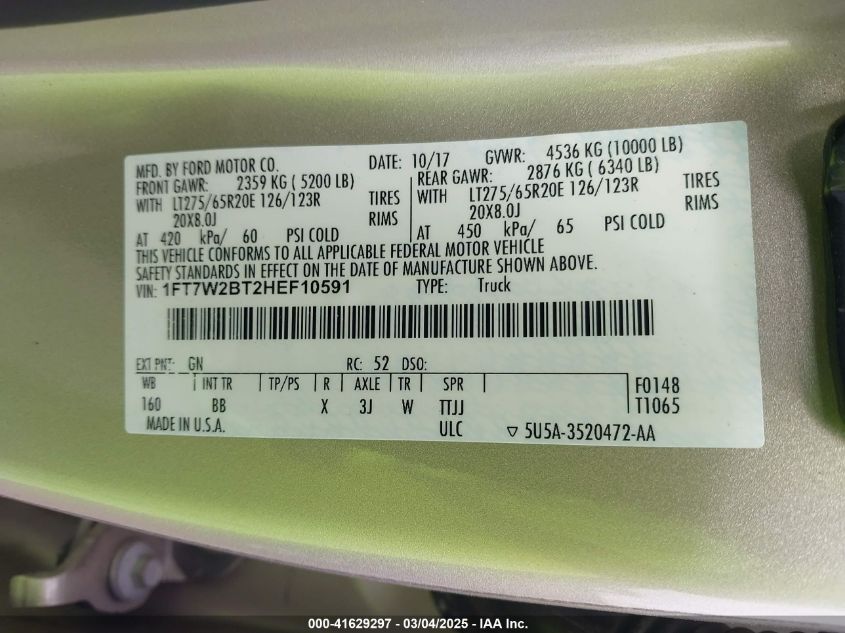 MFD. BY FORD MOTOR CO. DATE: 10/17 GVWR: 4536 KG (10000 LB)
FRONT GAWR: 2359 KG ( 5200 LB) REAR GAWR: 2876 KG ( 6340 LB)
WITH LT275/65R20E 126/123R TIRES WITH LT275/65R20E 126/123R TIRES
20X8.0J RIMS 20X8.0J RIMS
AT 420 kPa/ 60 PSI COLD AT 450 kPa/ 65 PSI COLD
THIS VEHICLE CONFORMS TO ALL APPLICABLE FEDERAL MOTOR VEHICLE
SAFETY STANDARDS IN EFFECT ON THE DATE OF MANUFACTURE SHOWN ABOVE.
VIN: 1FT7W2BT2HEF10591 TYPE: Truck
EXT PNT: GN RC: 52 DSO:
WB INT TR TP/PS R AXLE TR SPR F0148
160 BB X 3J W TTJJ T1065
MADE IN U.S.A. ULC ▽ 5U5A-3520472-AA
000-41629297 - 03/04/2025 - IAA Inc.